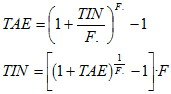 TAE = (1 + TIN/F.)^F. − 1
TIN = [(1 + TAE)^(1/F.) − 1]·F